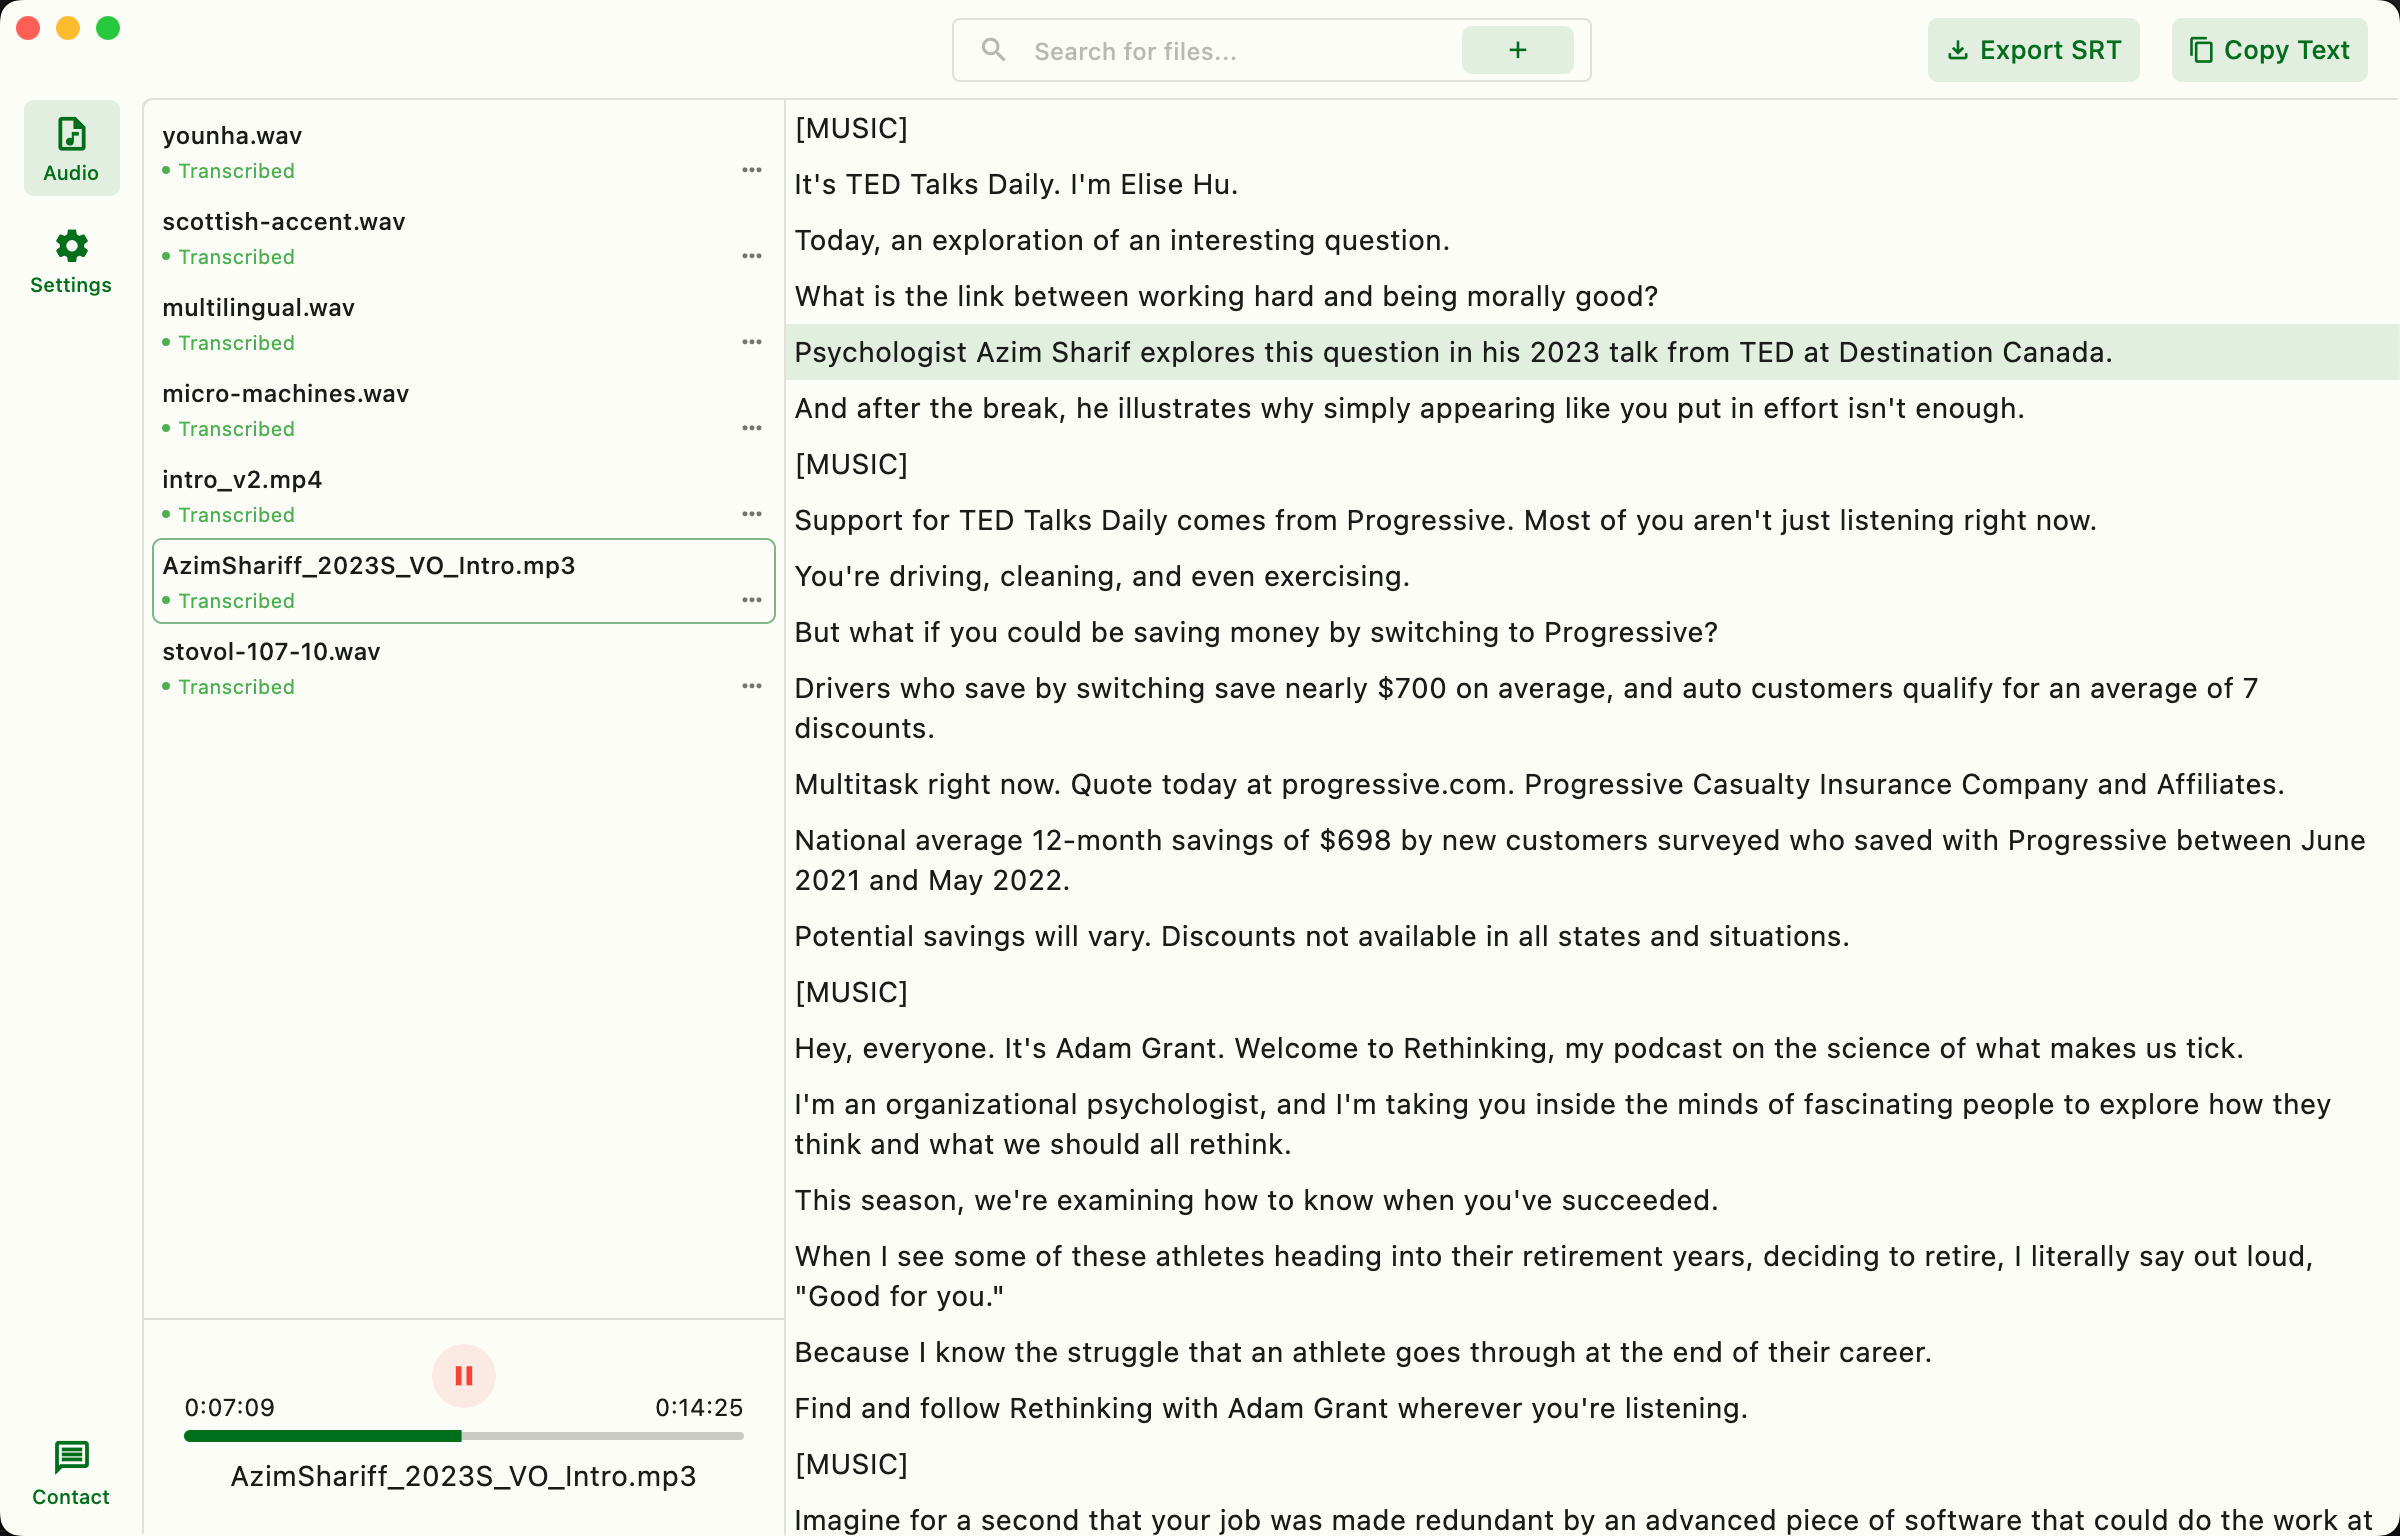 Search for files...
+
Export SRT
Copy Text
Audio
Settings
Contact
younha.wav
Transcribed
scottish-accent.wav
Transcribed
multilingual.wav
Transcribed
micro-machines.wav
Transcribed
intro_v2.mp4
Transcribed
AzimShariff_2023S_VO_Intro.mp3
Transcribed
stovol-107-10.wav
Transcribed
0:07:09
0:14:25
AzimShariff_2023S_VO_Intro.mp3
[MUSIC]
It's TED Talks Daily. I'm Elise Hu.
Today, an exploration of an interesting question.
What is the link between working hard and being morally good?
Psychologist Azim Sharif explores this question in his 2023 talk from TED at Destination Canada.
And after the break, he illustrates why simply appearing like you put in effort isn't enough.
[MUSIC]
Support for TED Talks Daily comes from Progressive. Most of you aren't just listening right now.
You're driving, cleaning, and even exercising.
But what if you could be saving money by switching to Progressive?
Drivers who save by switching save nearly $700 on average, and auto customers qualify for an average of 7
discounts.
Multitask right now. Quote today at progressive.com. Progressive Casualty Insurance Company and Affiliates.
National average 12-month savings of $698 by new customers surveyed who saved with Progressive between June
2021 and May 2022.
Potential savings will vary. Discounts not available in all states and situations.
[MUSIC]
Hey, everyone. It's Adam Grant. Welcome to Rethinking, my podcast on the science of what makes us tick.
I'm an organizational psychologist, and I'm taking you inside the minds of fascinating people to explore how they
think and what we should all rethink.
This season, we're examining how to know when you've succeeded.
When I see some of these athletes heading into their retirement years, deciding to retire, I literally say out loud,
"Good for you."
Because I know the struggle that an athlete goes through at the end of their career.
Find and follow Rethinking with Adam Grant wherever you're listening.
[MUSIC]
Imagine for a second that your job was made redundant by an advanced piece of software that could do the work at